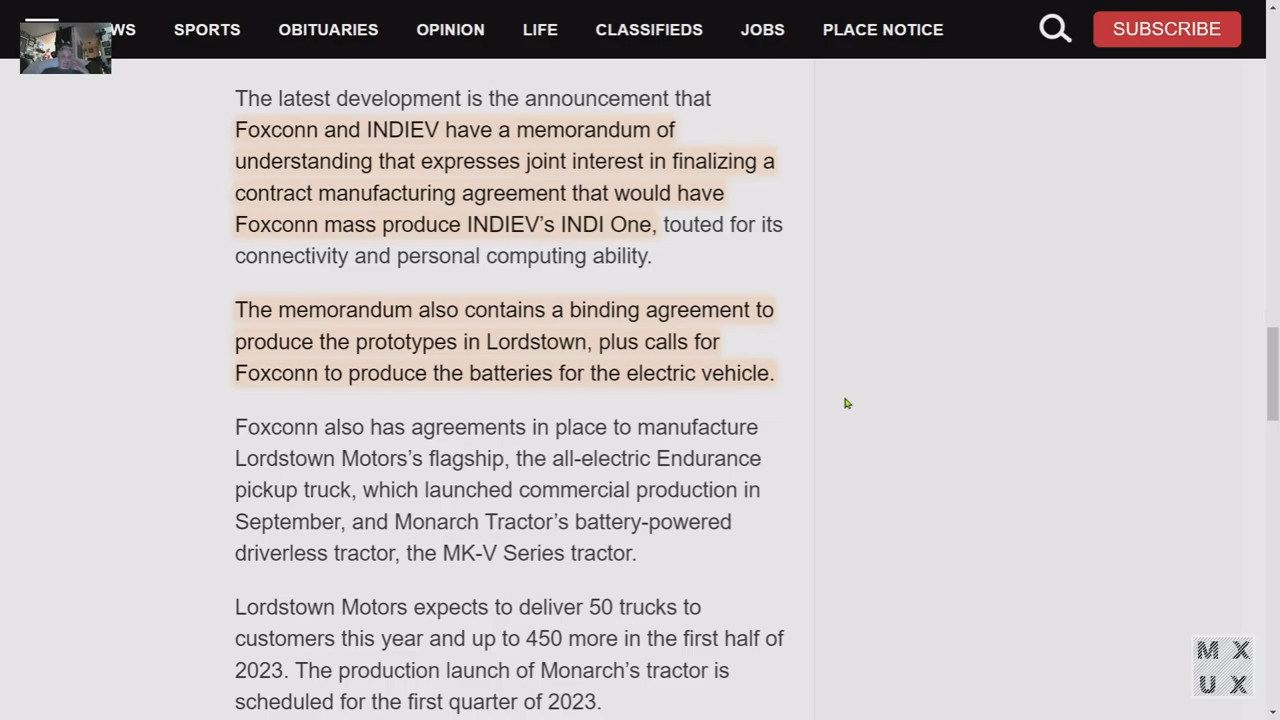 WS SPORTS OBITUARIES OPINION LIFE CLASSIFIEDS JOBS PLACE NOTICE SUBSCRIBE
The latest development is the announcement that
Foxconn and INDIEV have a memorandum of
understanding that expresses joint interest in finalizing a
contract manufacturing agreement that would have
Foxconn mass produce INDIEV’s INDI One, touted for its
connectivity and personal computing ability.
The memorandum also contains a binding agreement to
produce the prototypes in Lordstown, plus calls for
Foxconn to produce the batteries for the electric vehicle.
Foxconn also has agreements in place to manufacture
Lordstown Motors’s flagship, the all-electric Endurance
pickup truck, which launched commercial production in
September, and Monarch Tractor’s battery-powered
driverless tractor, the MK-V Series tractor.
Lordstown Motors expects to deliver 50 trucks to
customers this year and up to 450 more in the first half of
2023. The production launch of Monarch’s tractor is
scheduled for the first quarter of 2023.
M X
U X